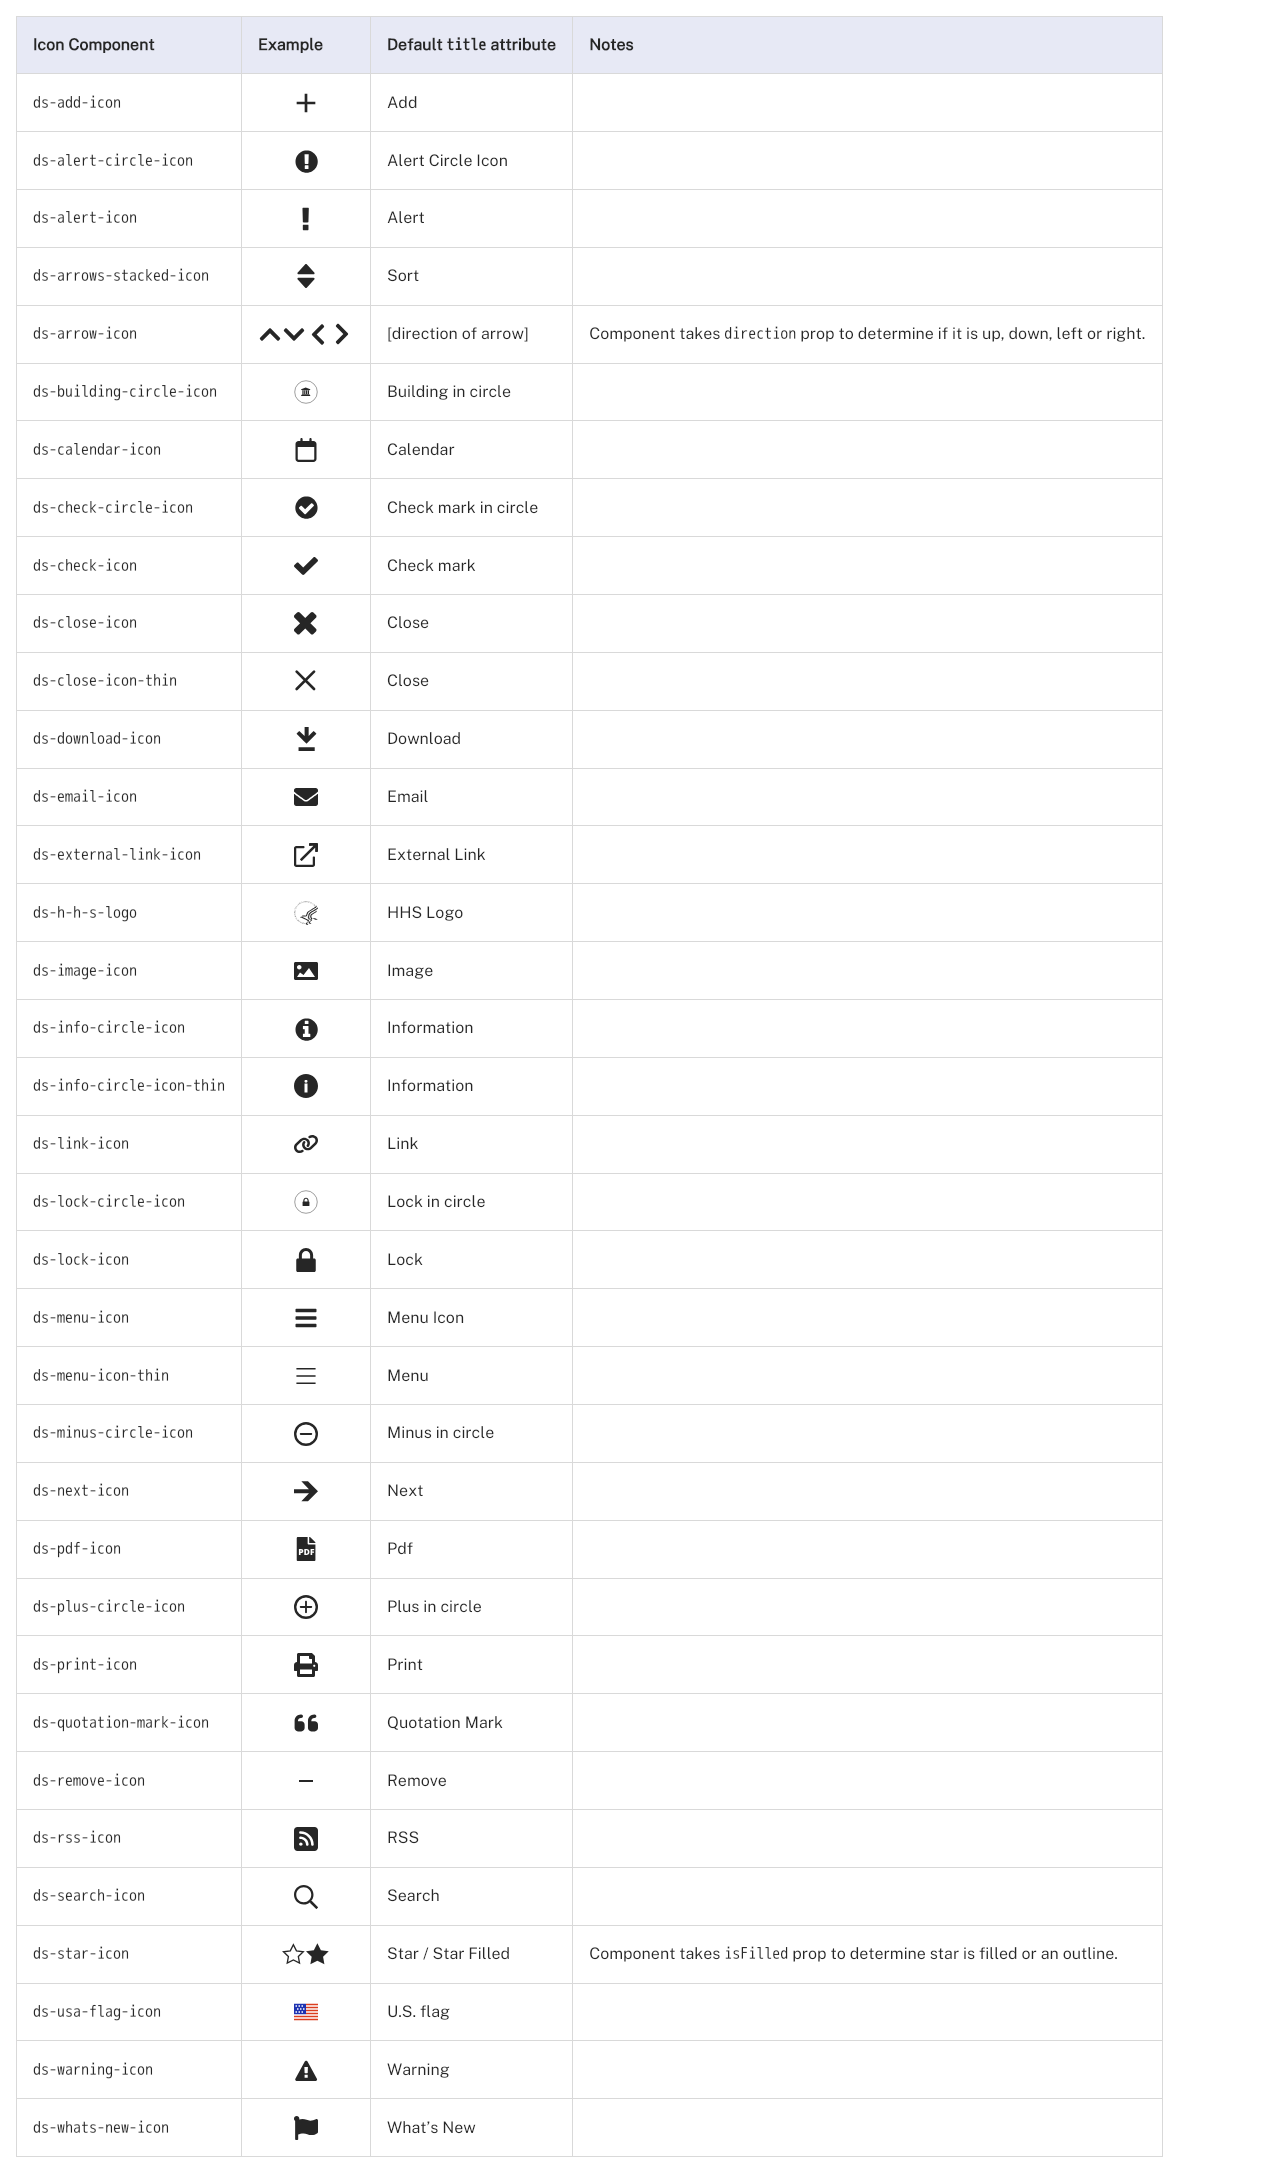 Icon Component Example Default title attribute Notes
ds-add-icon Add
ds-alert-circle-icon Alert Circle Icon
ds-alert-icon Alert
ds-arrows-stacked-icon Sort
ds-arrow-icon [direction of arrow] Component takes direction prop to determine if it is up, down, left or right.
ds-building-circle-icon Building in circle
ds-calendar-icon Calendar
ds-check-circle-icon Check mark in circle
ds-check-icon Check mark
ds-close-icon Close
ds-close-icon-thin Close
ds-download-icon Download
ds-email-icon Email
ds-external-link-icon External Link
ds-h-h-s-logo HHS Logo
ds-image-icon Image
ds-info-circle-icon Information
ds-info-circle-icon-thin Information
ds-link-icon Link
ds-lock-circle-icon Lock in circle
ds-lock-icon Lock
ds-menu-icon Menu Icon
ds-menu-icon-thin Menu
ds-minus-circle-icon Minus in circle
ds-next-icon Next
ds-pdf-icon PDF Pdf
ds-plus-circle-icon Plus in circle
ds-print-icon Print
ds-quotation-mark-icon Quotation Mark
ds-remove-icon Remove
ds-rss-icon RSS
ds-search-icon Search
ds-star-icon Star / Star Filled Component takes isFilled prop to determine star is filled or an outline.
ds-usa-flag-icon U.S. flag
ds-warning-icon Warning
ds-whats-new-icon What's New